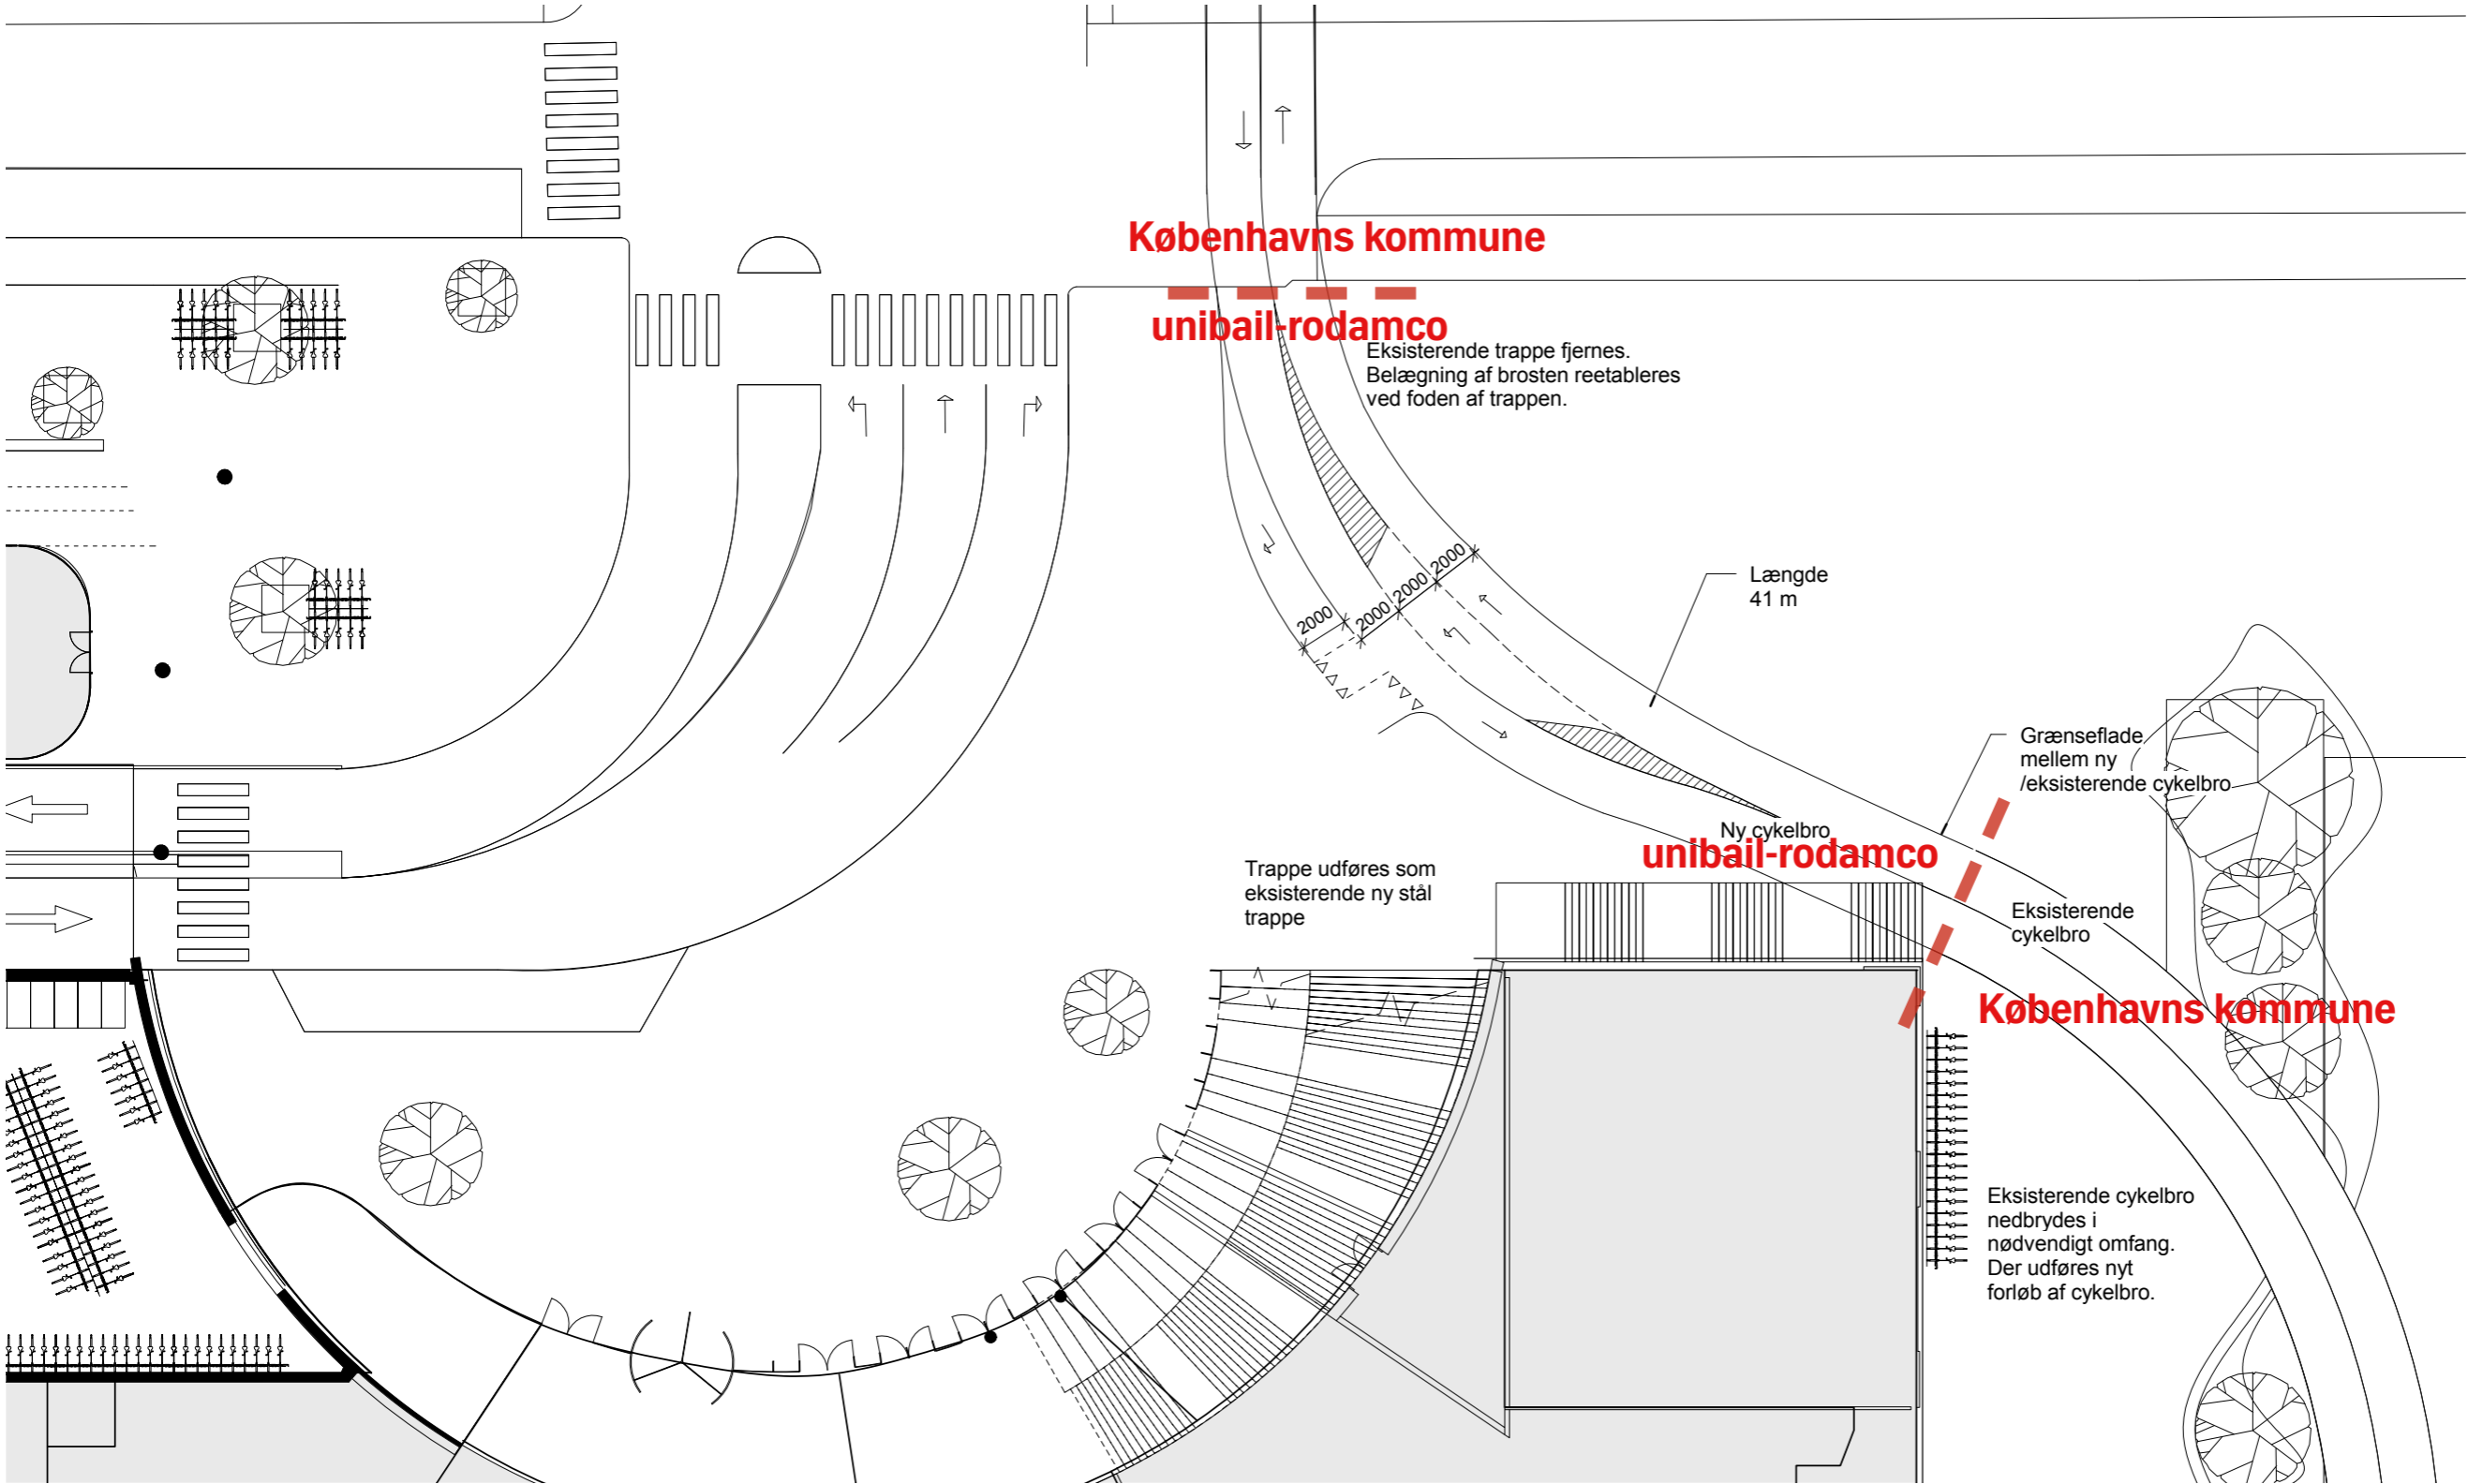 Københavns kommune
unibail-rodamco
Eksisterende trappe fjernes.
Belægning af brosten reetableres
ved foden af trappen.
2000
2000
2000
2000
Længde
41 m
Grænseflade
mellem ny
/eksisterende cykelbro
Ny cykelbro
unibail-rodamco
Trappe udføres som
eksisterende ny stål
trappe
Eksisterende
cykelbro
Københavns kommune
Eksisterende cykelbro
nedbrydes i
nødvendigt omfang.
Der udføres nyt
forløb af cykelbro.